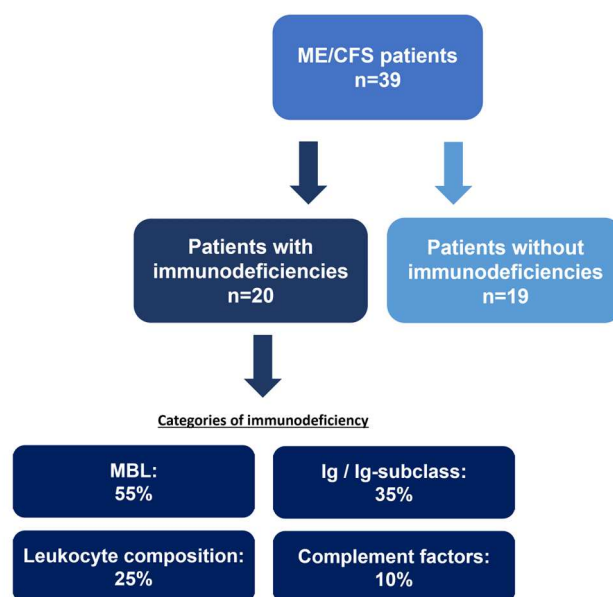 ME/CFS patients
n=39
Patients with
immunodeficiencies
n=20
Patients without
immunodeficiencies
n=19
Categories of immunodeficiency
MBL:
55%
Ig / Ig-subclass:
35%
Leukocyte composition:
25%
Complement factors:
10%